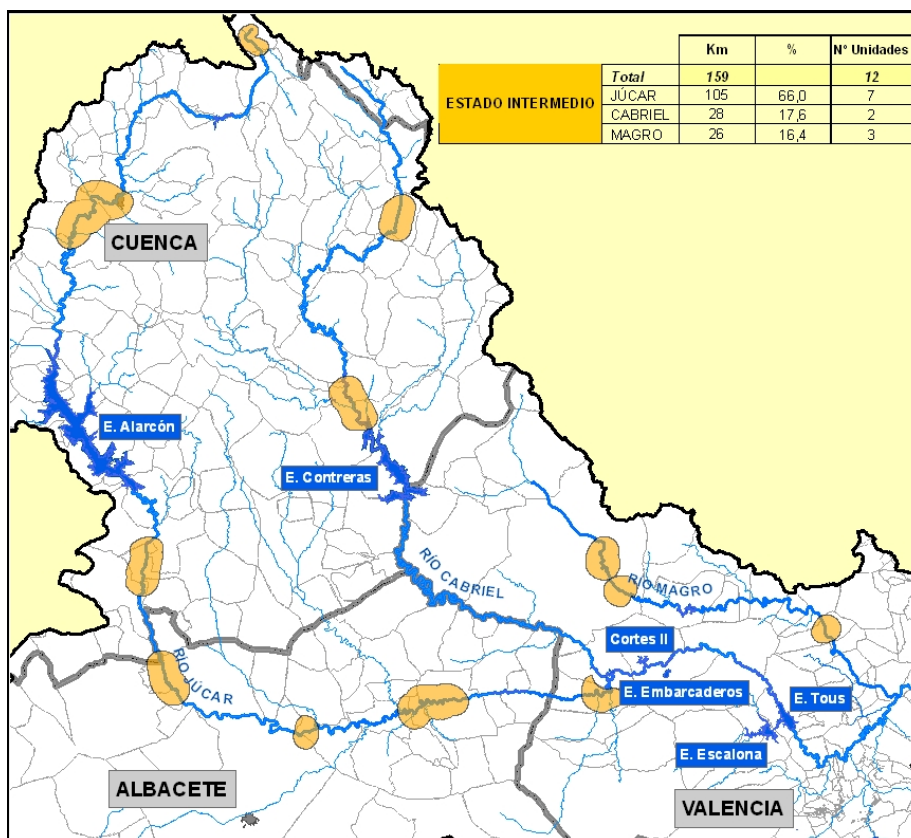 Km % N° Unidades
ESTADO INTERMEDIO
Total 159 12
JÚCAR 105 66,0 7
CABRIEL 28 17,6 2
MAGRO 26 16,4 3
CUENCA
E. Alarcón
E. Contreras
RÍO CABRIEL
RÍO MAGRO
Cortes II
RÍO JÚCAR
E. Embarcaderos
E. Tous
E. Escalona
ALBACETE
VALENCIA